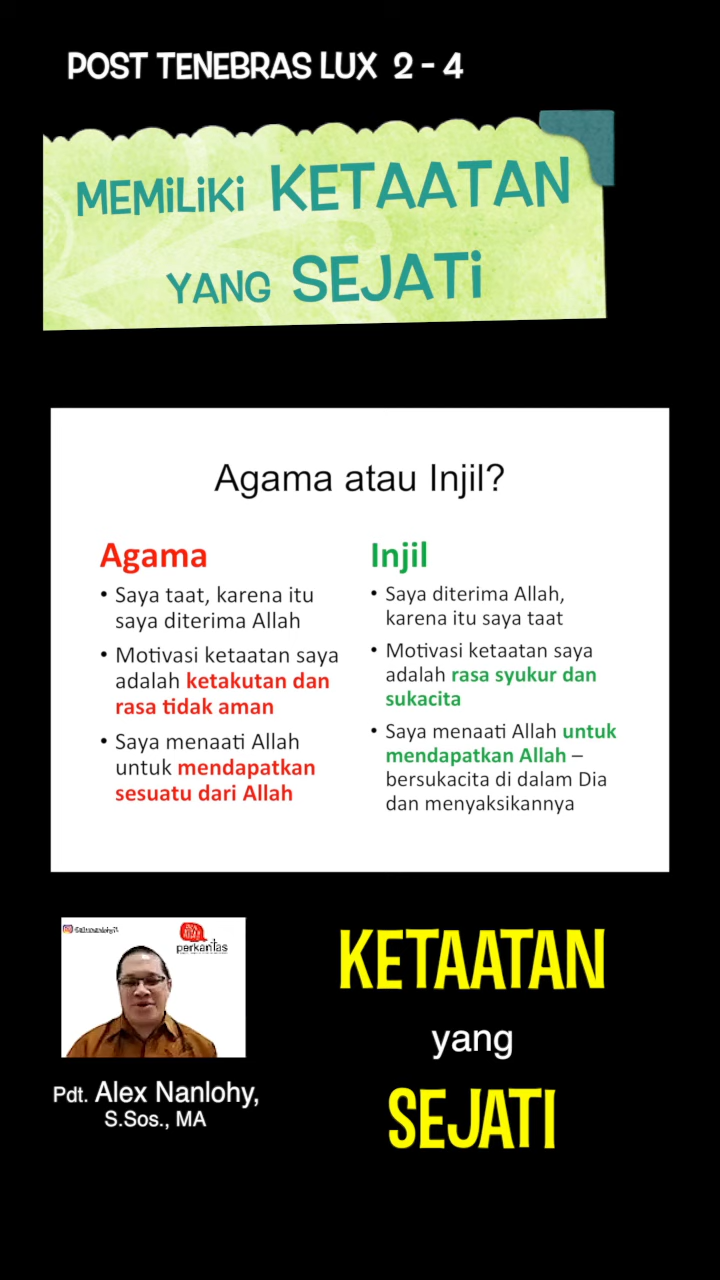 POST TENEBRAS LUX 2 - 4
MEMiLiKi KETAATAN
YANG SEJATi
Agama atau Injil?
Agama
• Saya taat, karena itu
saya diterima Allah
• Motivasi ketaatan saya
adalah ketakutan dan
rasa tidak aman
• Saya menaati Allah
untuk mendapatkan
sesuatu dari Allah
Injil
• Saya diterima Allah,
karena itu saya taat
• Motivasi ketaatan saya
adalah rasa syukur dan
sukacita
• Saya menaati Allah untuk
mendapatkan Allah –
bersukacita di dalam Dia
dan menyaksikannya
perkantas
Pdt. Alex Nanlohy,
S.Sos., MA
KETAATAN
yang
SEJATI